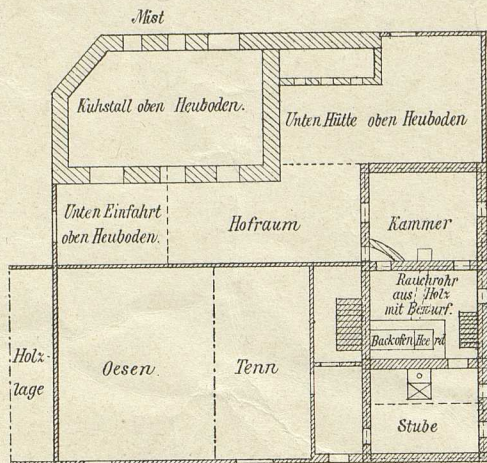 Mist
Kuhstall oben Heuboden.
Unten Hütte oben Heuboden
Unten Einfahrt
oben Heuboden.
Hofraum
Kammer
Rauchrohr
aus Holz
mit Bewurf.
Backofen Heerd
Holz-
lage
Oesen.
Tenn
Stube